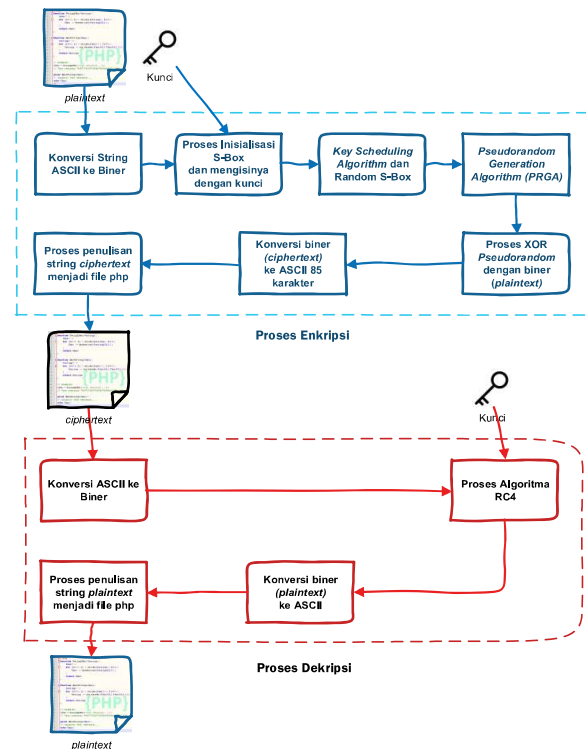 {PHP}
plaintext
Kunci
Konversi String
ASCII ke Biner
Proses Inisialisasi
S-Box
dan mengisinya
dengan kunci
Key Scheduling
Algorithm dan
Random S-Box
Pseudorandom
Generation
Algorithm (PRGA)
Proses penulisan
string ciphertext
menjadi file php
Konversi biner
(ciphertext)
ke ASCII 85
karakter
Proses XOR
Pseudorandom
dengan biner
(plaintext)
Proses Enkripsi
{PHP}
ciphertext
Kunci
Konversi ASCII ke
Biner
Proses Algoritma
RC4
Proses penulisan
string plaintext
menjadi file php
Konversi biner
(plaintext)
ke ASCII
Proses Dekripsi
{PHP}
plaintext